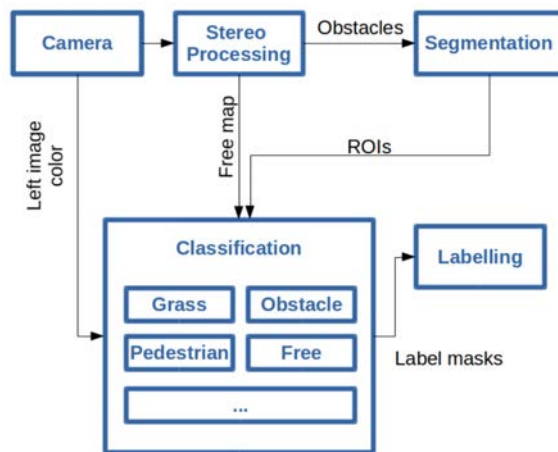 Camera
Stereo
Processing
Obstacles
Segmentation
Left image
color
Free map
ROIs
Classification
Grass
Obstacle
Pedestrian
Free
...
Labelling
Label masks